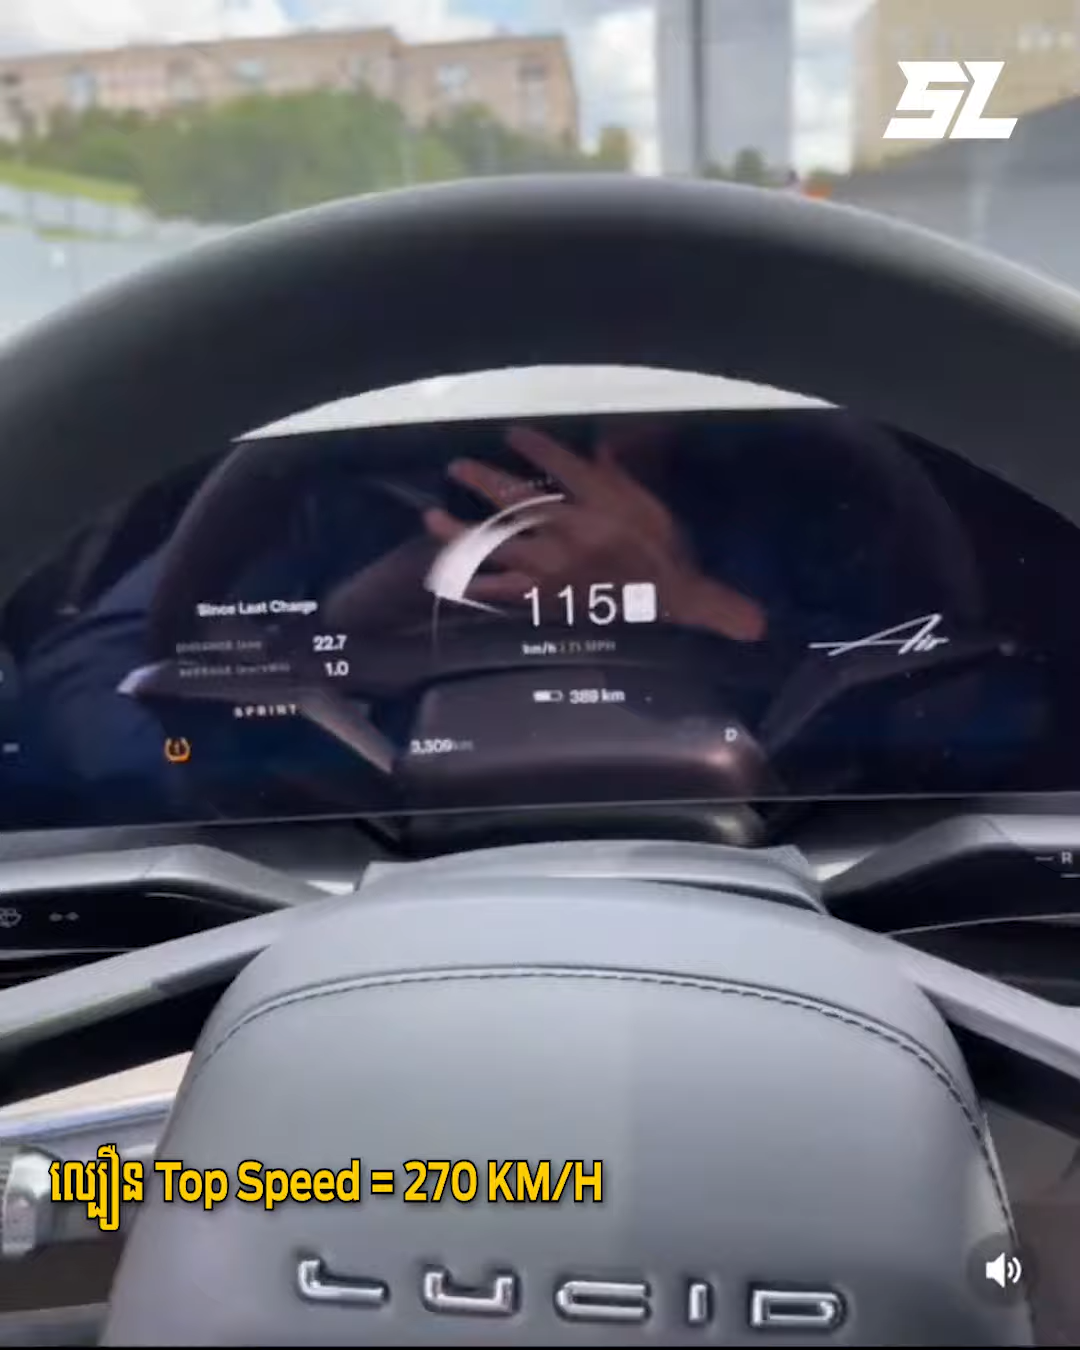 SL
115
km/h
Since Last Charge
22.7
1.0
Air
389 km
SPRINT
3,309
D
R
ល្បឿន Top Speed = 270 KM/H
LUCID